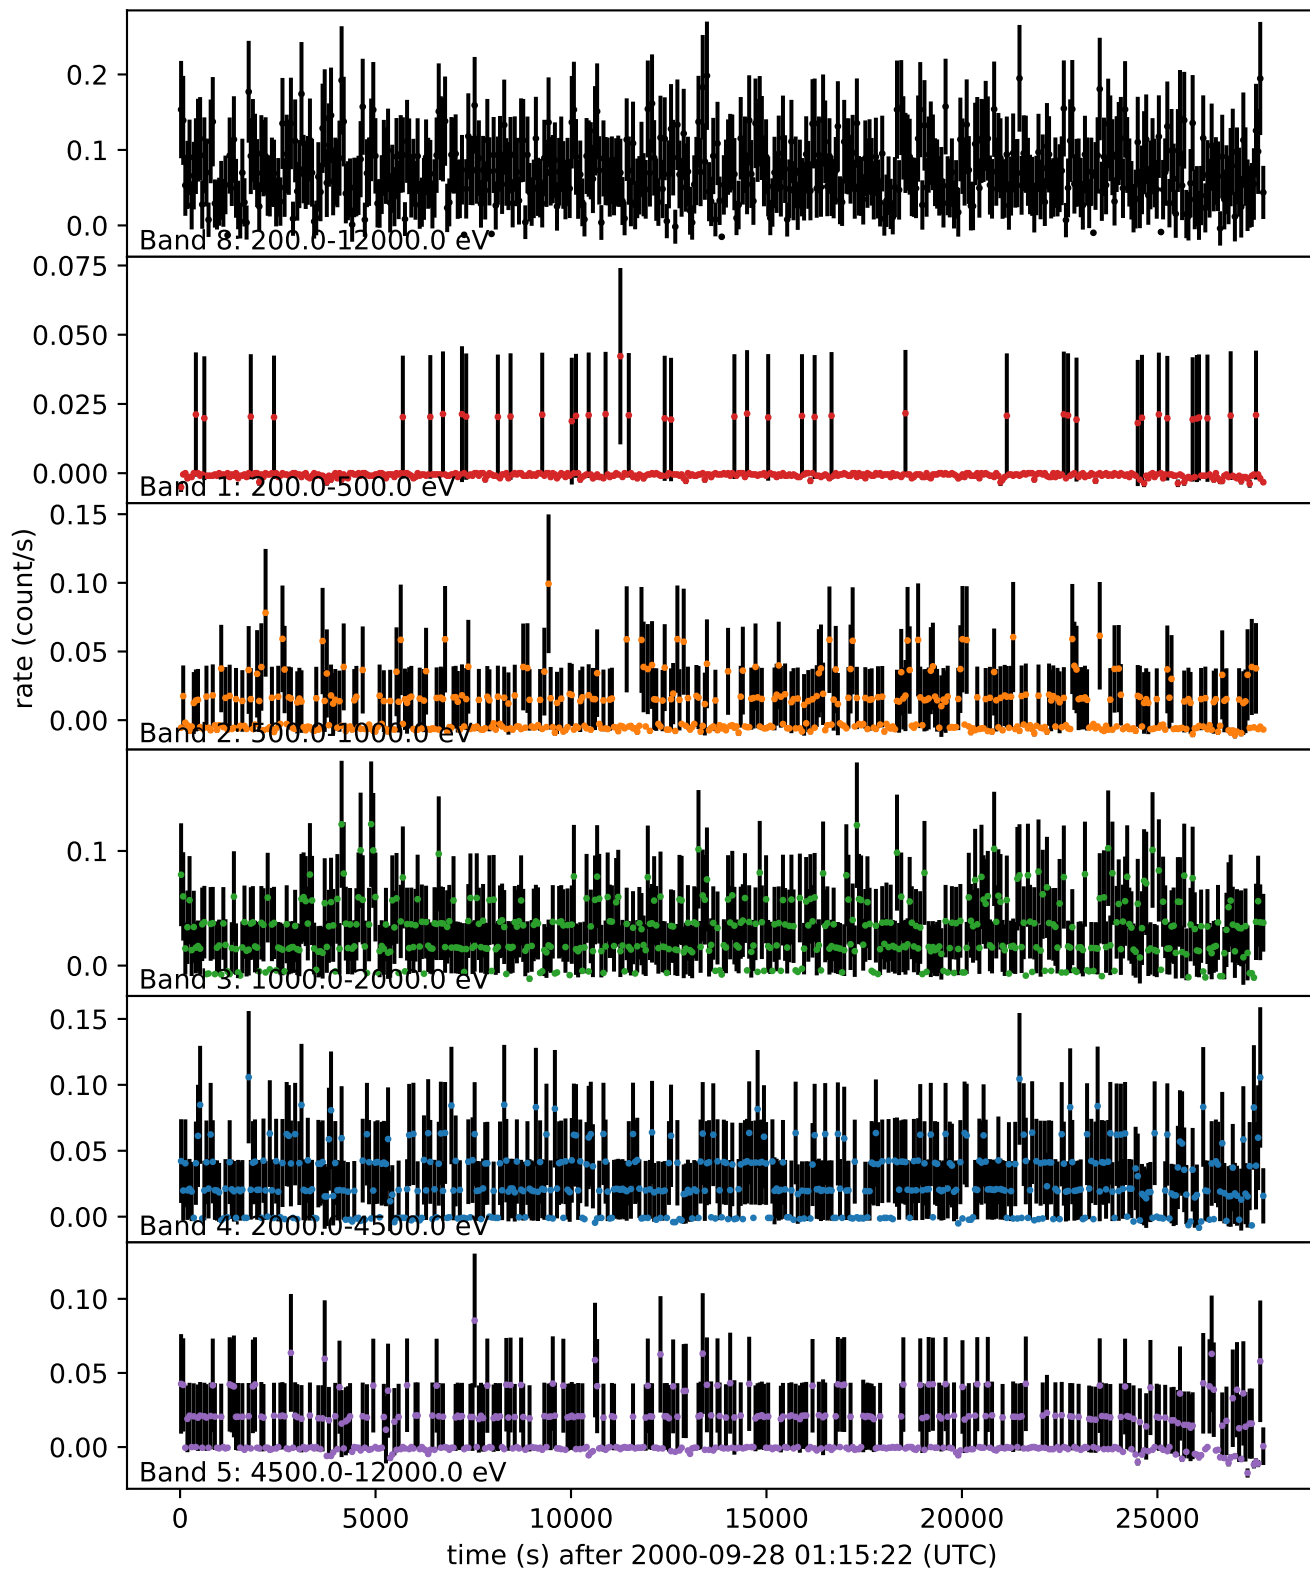 0.2
0.1
0.0
Band 8: 200.0-12000.0 eV
0.075
0.050
0.025
0.000
Band 1: 200.0-500.0 eV
0.15
0.10
0.05
0.00
Band 2: 500.0-1000.0 eV
rate (count/s)
0.1
0.0
Band 3: 1000.0-2000.0 eV
0.15
0.10
0.05
0.00
Band 4: 2000.0-4500.0 eV
0.10
0.05
0.00
Band 5: 4500.0-12000.0 eV
0 5000 10000 15000 20000 25000
time (s) after 2000-09-28 01:15:22 (UTC)